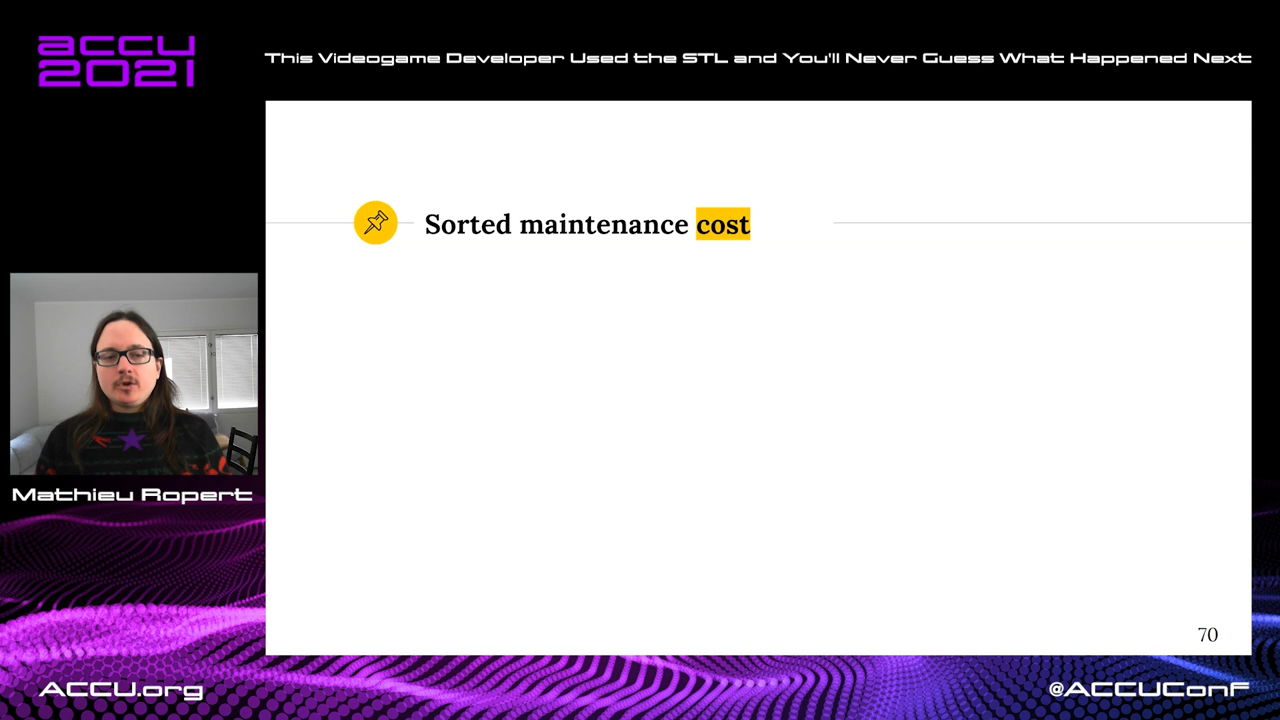 accu
2021
This Videogame Developer Used the STL and You'll Never Guess What Happened Next
Sorted maintenance cost
Mathieu Ropert
70
ACCU.org
@ACCUConf